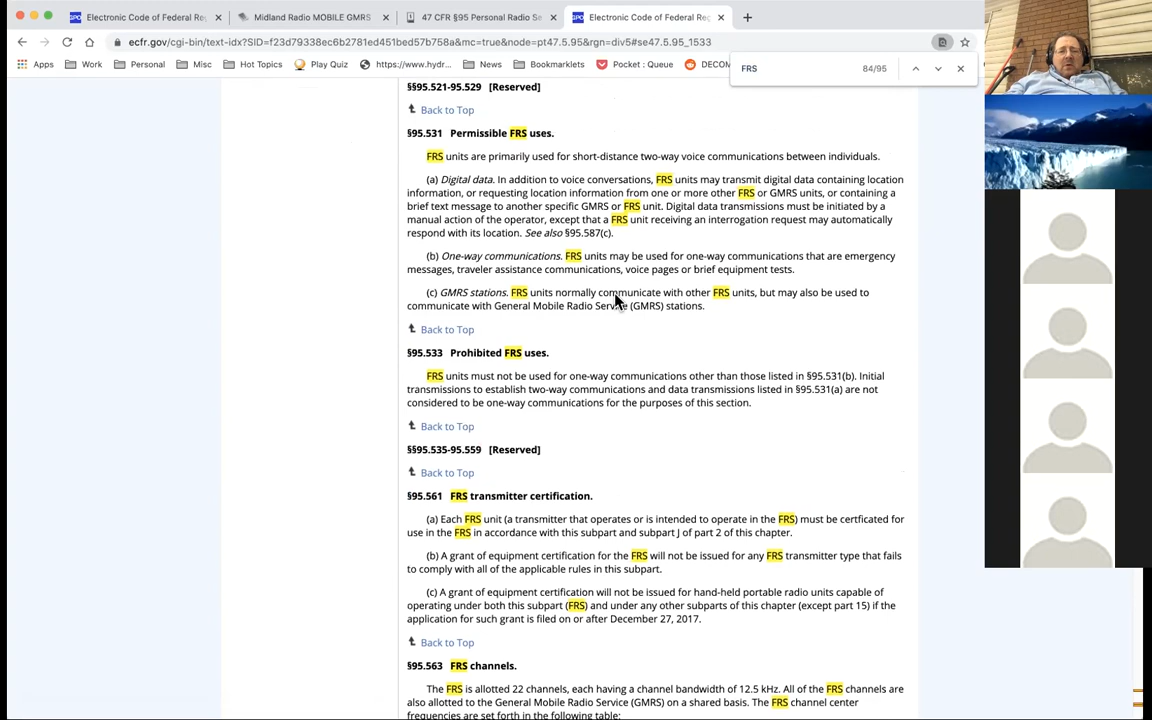 Electronic Code of Federal Re
Midland Radio MOBILE GMRS
47 CFR §95 Personal Radio Se
Electronic Code of Federal Reg
ecfr.gov/cgi-bin/text-idx?SID=f23d79338ec6b2781ed451bed57b758a&mc=true&node=pt47.5.95&rgn=div5#se47.5.95_1533
Apps Work Personal Misc Hot Topics Play Quiz https://www.hydr... News Bookmarklets Pocket : Queue DECOM
FRS 84/95
§§95.521-95.529 [Reserved]
Back to Top
§95.531 Permissible FRS uses.
FRS units are primarily used for short-distance two-way voice communications between individuals.
(a) Digital data. In addition to voice conversations, FRS units may transmit digital data containing location
information, or requesting location information from one or more other FRS or GMRS units, or containing a
brief text message to another specific GMRS or FRS unit. Digital data transmissions must be initiated by a
manual action of the operator, except that a FRS unit receiving an interrogation request may automatically
respond with its location. See also §95.587(c).
(b) One-way communications. FRS units may be used for one-way communications that are emergency
messages, traveler assistance communications, voice pages or brief equipment tests.
(c) GMRS stations. FRS units normally communicate with other FRS units, but may also be used to
communicate with General Mobile Radio Service (GMRS) stations.
Back to Top
§95.533 Prohibited FRS uses.
FRS units must not be used for one-way communications other than those listed in §95.531(b). Initial
transmissions to establish two-way communications and data transmissions listed in §95.531(a) are not
considered to be one-way communications for the purposes of this section.
Back to Top
§§95.535-95.559 [Reserved]
Back to Top
§95.561 FRS transmitter certification.
(a) Each FRS unit (a transmitter that operates or is intended to operate in the FRS) must be certficated for
use in the FRS in accordance with this subpart and subpart J of part 2 of this chapter.
(b) A grant of equipment certification for the FRS will not be issued for any FRS transmitter type that fails
to comply with all of the applicable rules in this subpart.
(c) A grant of equipment certification will not be issued for hand-held portable radio units capable of
operating under both this subpart (FRS) and under any other subparts of this chapter (except part 15) if the
application for such grant is filed on or after December 27, 2017.
Back to Top
§95.563 FRS channels.
The FRS is allotted 22 channels, each having a channel bandwidth of 12.5 kHz. All of the FRS channels are
also allotted to the General Mobile Radio Service (GMRS) on a shared basis. The FRS channel center
frequencies are set forth in the following table: